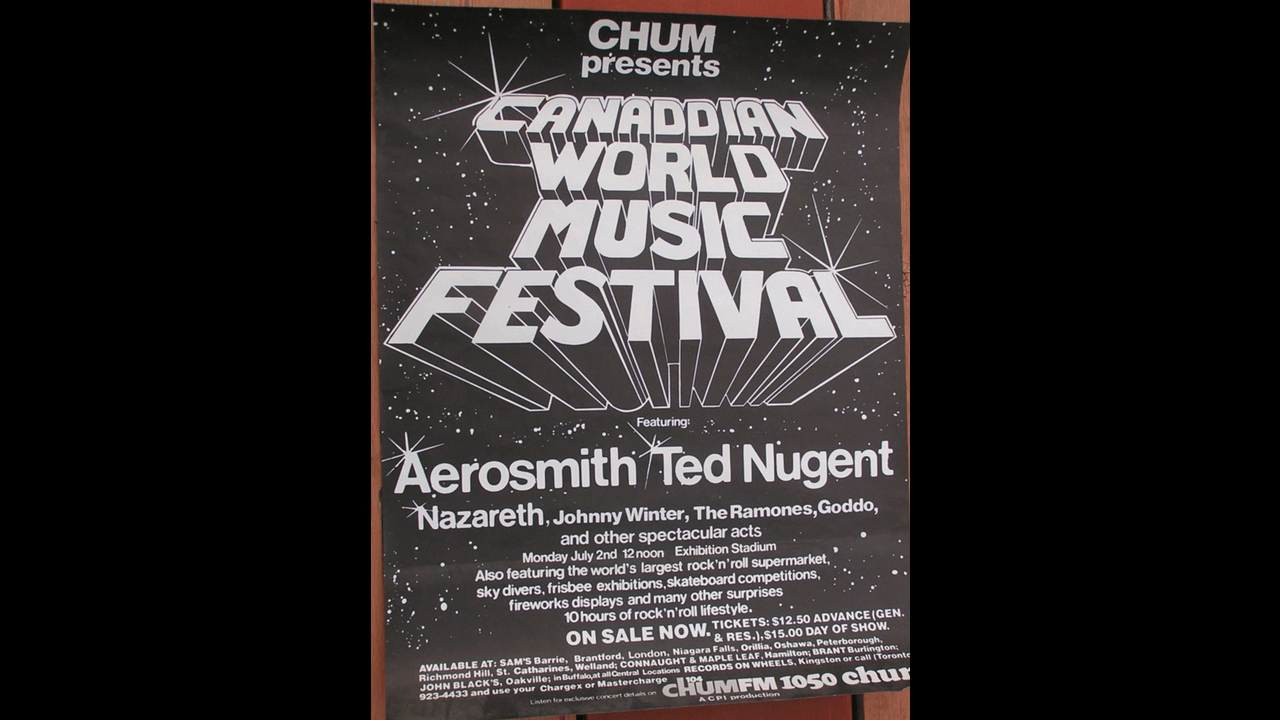 CHUM
presents
CANADDIAN
WORLD
MUSIC
FESTIVAL
Featuring:
Aerosmith Ted Nugent
Nazareth, Johnny Winter, The Ramones, Goddo,
and other spectacular acts
Monday July 2nd 12 noon Exhibition Stadium
Also featuring the world's largest rock'n'roll supermarket,
sky divers, frisbee exhibitions, skateboard competitions,
fireworks displays and many other surprises
10 hours of rock'n'roll lifestyle.
ON SALE NOW. TICKETS: $12.50 ADVANCE (GEN.
& RES.), $15.00 DAY OF SHOW.
AVAILABLE AT: SAM'S Barrie, Brantford, London, Niagara Falls, Orillia, Oshawa, Peterborough,
Richmond Hill, St. Catharines, Welland; CONNAUGHT & MAPLE LEAF, Hamilton; BRANT Burlington;
JOHN BLACK'S, Oakville; in Buffalo, at all Central Locations RECORDS ON WHEELS, Kingston or call (Toronto
923-4433 and use your Chargex or Mastercharge
Listen for exclusive concert details on 104 CHUMFM 1050 chum
A C.P.I. production